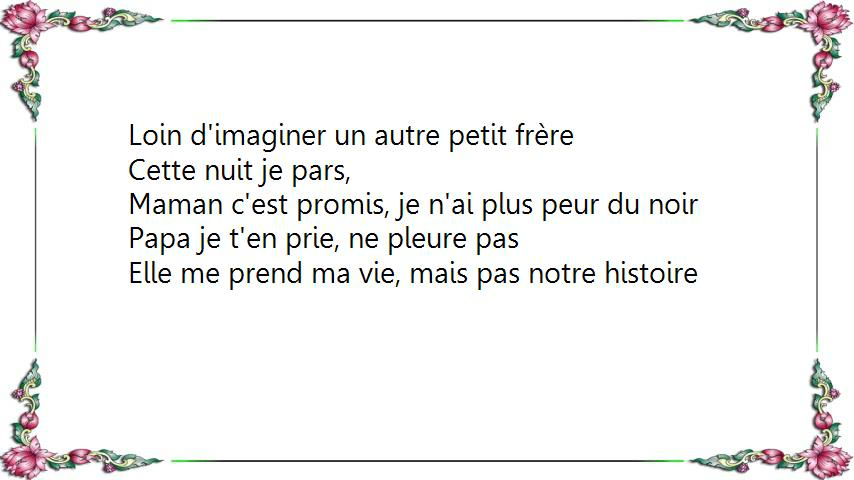 Loin d'imaginer un autre petit frère
Cette nuit je pars,
Maman c'est promis, je n'ai plus peur du noir
Papa je t'en prie, ne pleure pas
Elle me prend ma vie, mais pas notre histoire